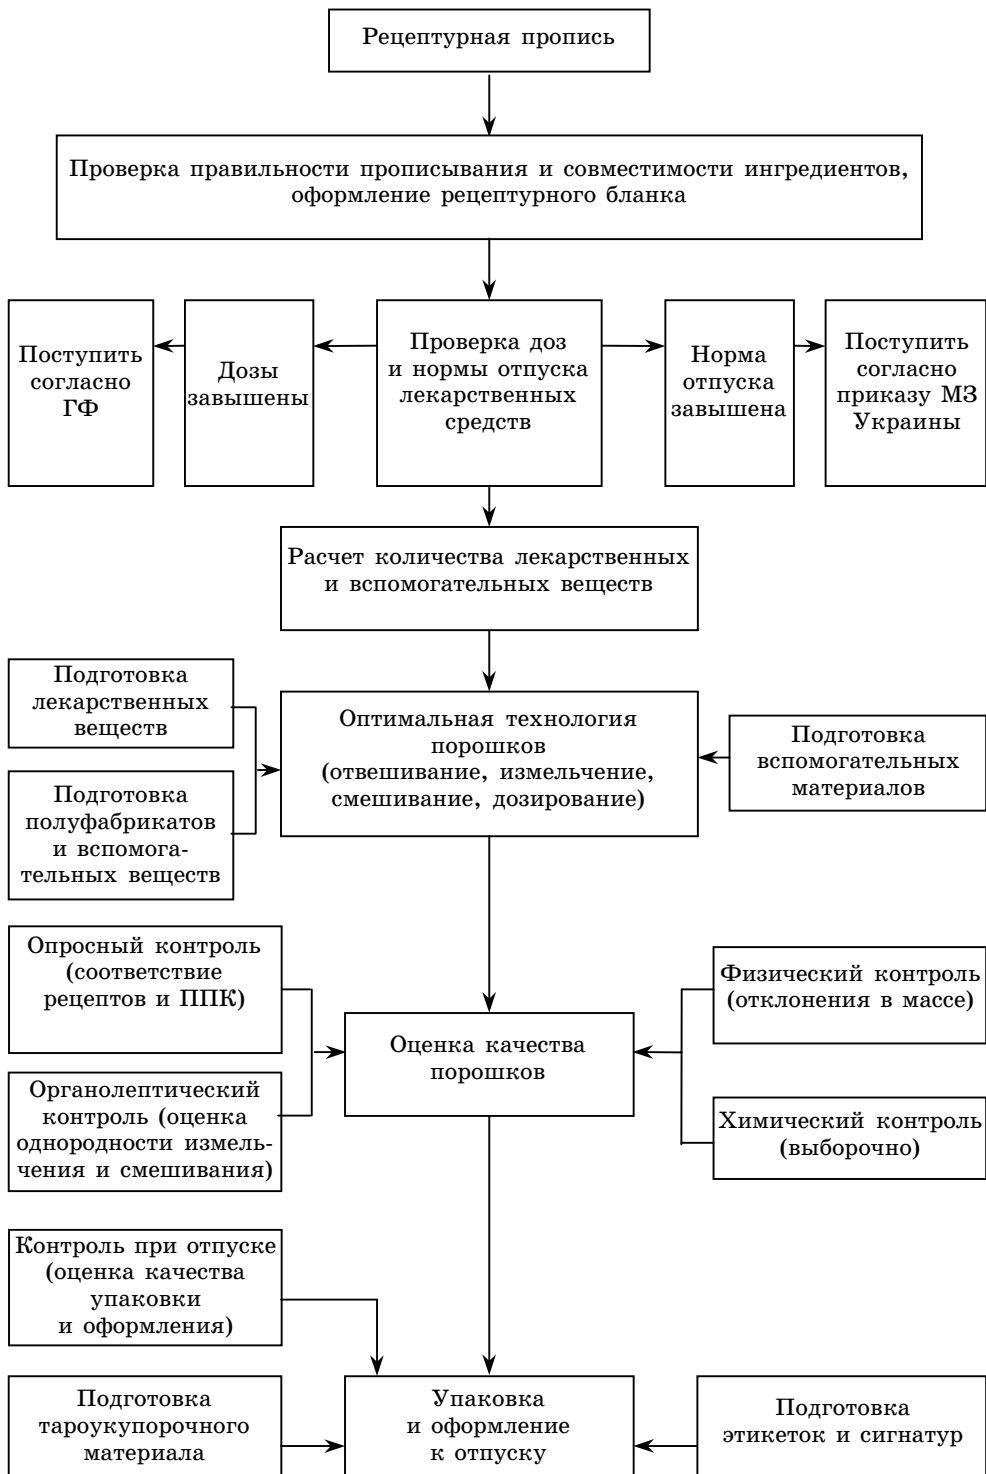 Рецептурная пропись
Проверка правильности прописывания и совместимости ингредиентов,
оформление рецептурного бланка
Поступить
согласно
ГФ
Дозы
завышены
Проверка доз
и нормы отпуска
лекарственных
средств
Норма
отпуска
завышена
Поступить
согласно
приказу МЗ
Украины
Расчет количества лекарственных
и вспомогательных веществ
Подготовка
лекарственных
веществ
Подготовка
полуфабрикатов
и вспомога-
тельных веществ
Оптимальная технология
порошков
(отвешивание, измельчение,
смешивание, дозирование)
Подготовка
вспомогательных
материалов
Опросный контроль
(соответствие
рецептов и ППК)
Органолептический
контроль (оценка
однородности измель-
чения и смешивания)
Оценка качества
порошков
Физический контроль
(отклонения в массе)
Химический контроль
(выборочно)
Контроль при отпуске
(оценка качества
упаковки
и оформления)
Подготовка
тароукупорочного
материала
Упаковка
и оформление
к отпуску
Подготовка
этикеток и сигнатур